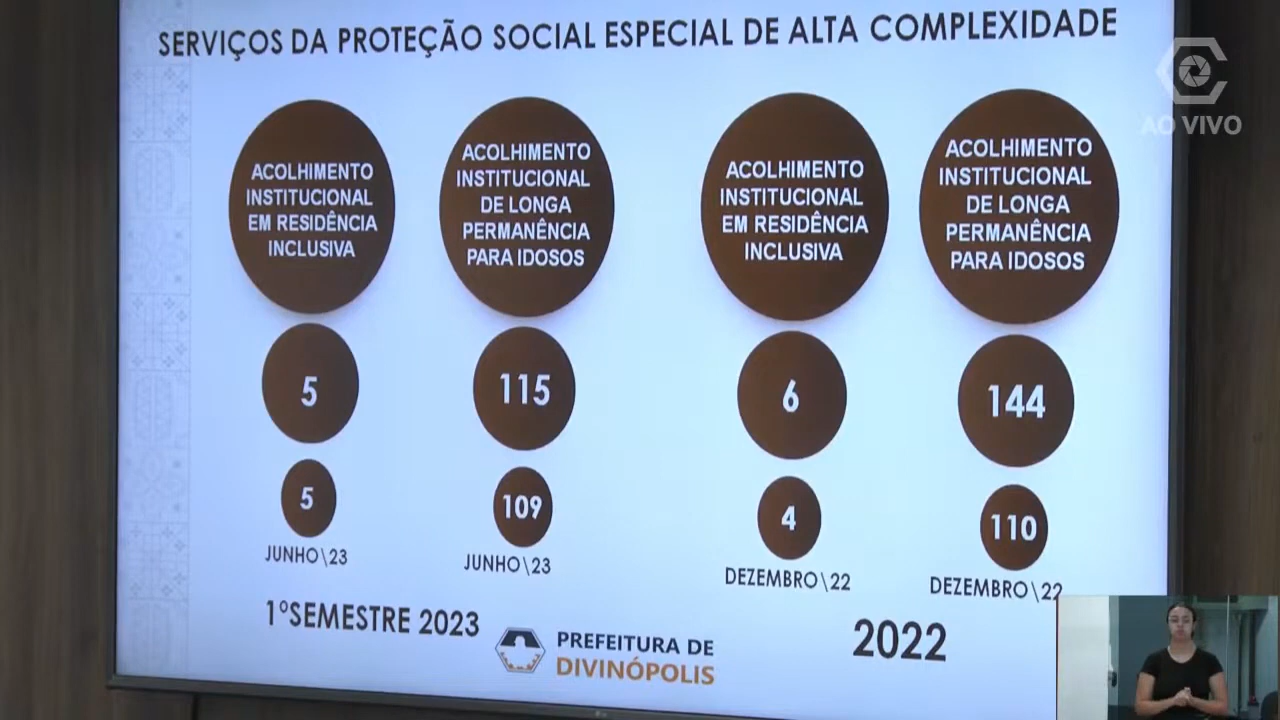 SERVIÇOS DA PROTEÇÃO SOCIAL ESPECIAL DE ALTA COMPLEXIDADE
AO VIVO
ACOLHIMENTO
INSTITUCIONAL
EM RESIDÊNCIA
INCLUSIVA
5
5
JUNHO\23
ACOLHIMENTO
INSTITUCIONAL
DE LONGA
PERMANÊNCIA
PARA IDOSOS
115
109
JUNHO\23
1ºSEMESTRE 2023
ACOLHIMENTO
INSTITUCIONAL
EM RESIDÊNCIA
INCLUSIVA
6
4
DEZEMBRO\22
ACOLHIMENTO
INSTITUCIONAL
DE LONGA
PERMANÊNCIA
PARA IDOSOS
144
110
DEZEMBRO\22
2022
PREFEITURA DE
DIVINÓPOLIS
LG